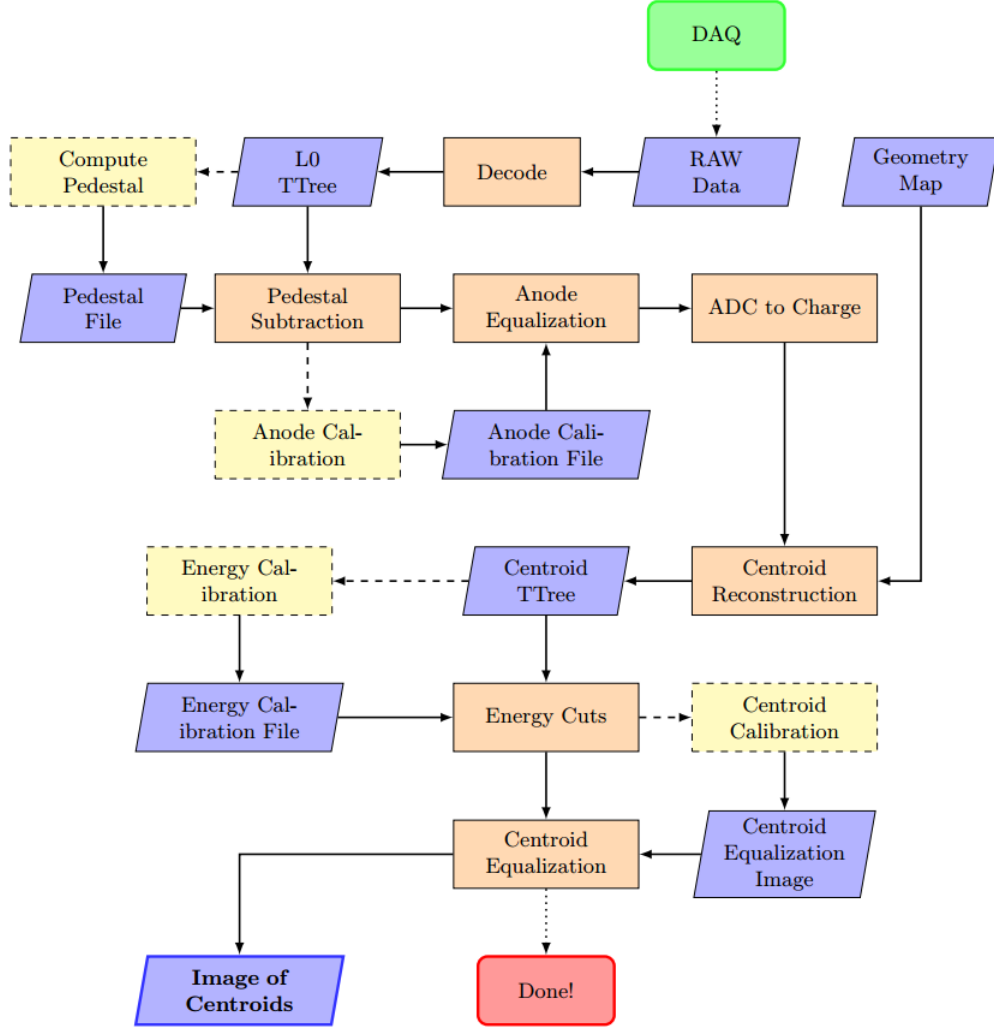 DAQ
Compute
Pedestal
L0
TTree
Decode
RAW
Data
Geometry
Map
Pedestal
File
Pedestal
Subtraction
Anode
Equalization
ADC to Charge
Anode Cal-
ibration
Anode Cali-
bration File
Energy Cal-
ibration
Centroid
TTree
Centroid
Reconstruction
Energy Cal-
ibration File
Energy Cuts
Centroid
Calibration
Centroid
Equalization
Centroid
Equalization
Image
Image of
Centroids
Done!